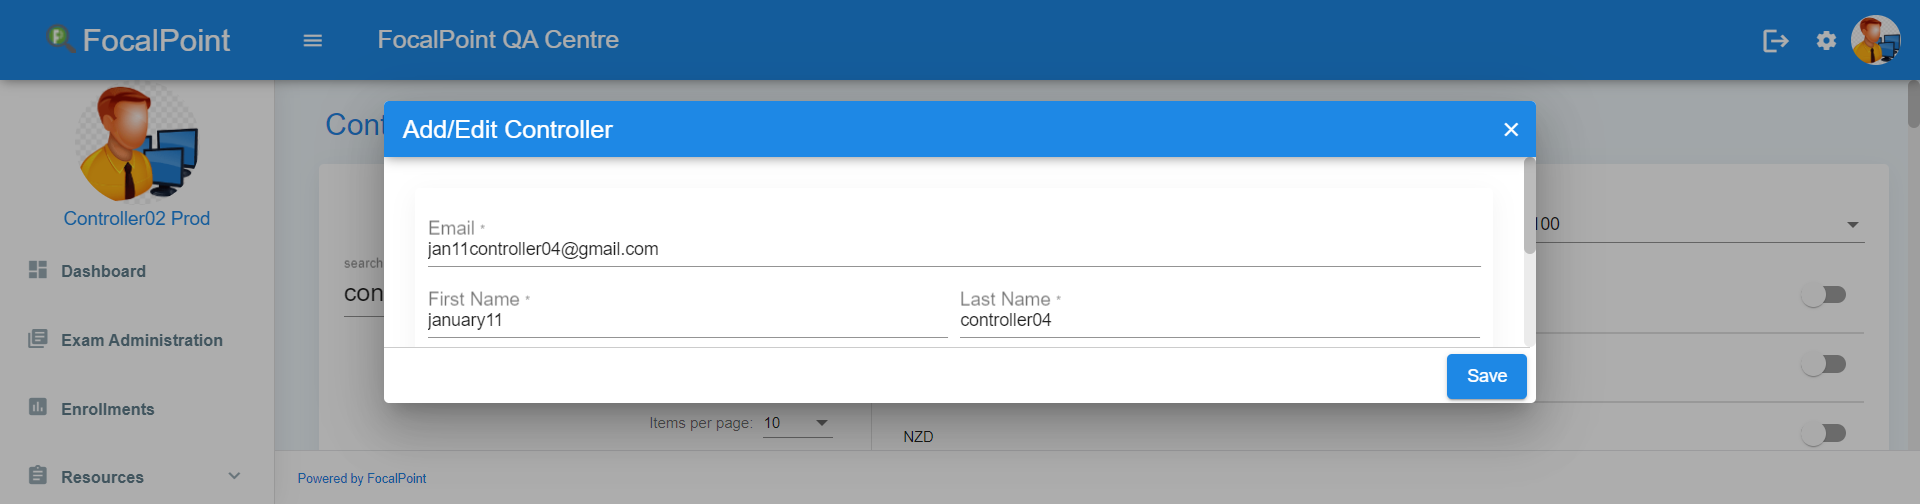 FocalPoint
FocalPoint QA Centre
Controller02 Prod
Dashboard
Exam Administration
Enrollments
Resources
Cont
search
con
Add/Edit Controller
Email *
jan11controller04@gmail.com
First Name *
january11
Last Name *
controller04
Save
100
Items per page: 10
NZD
Powered by FocalPoint